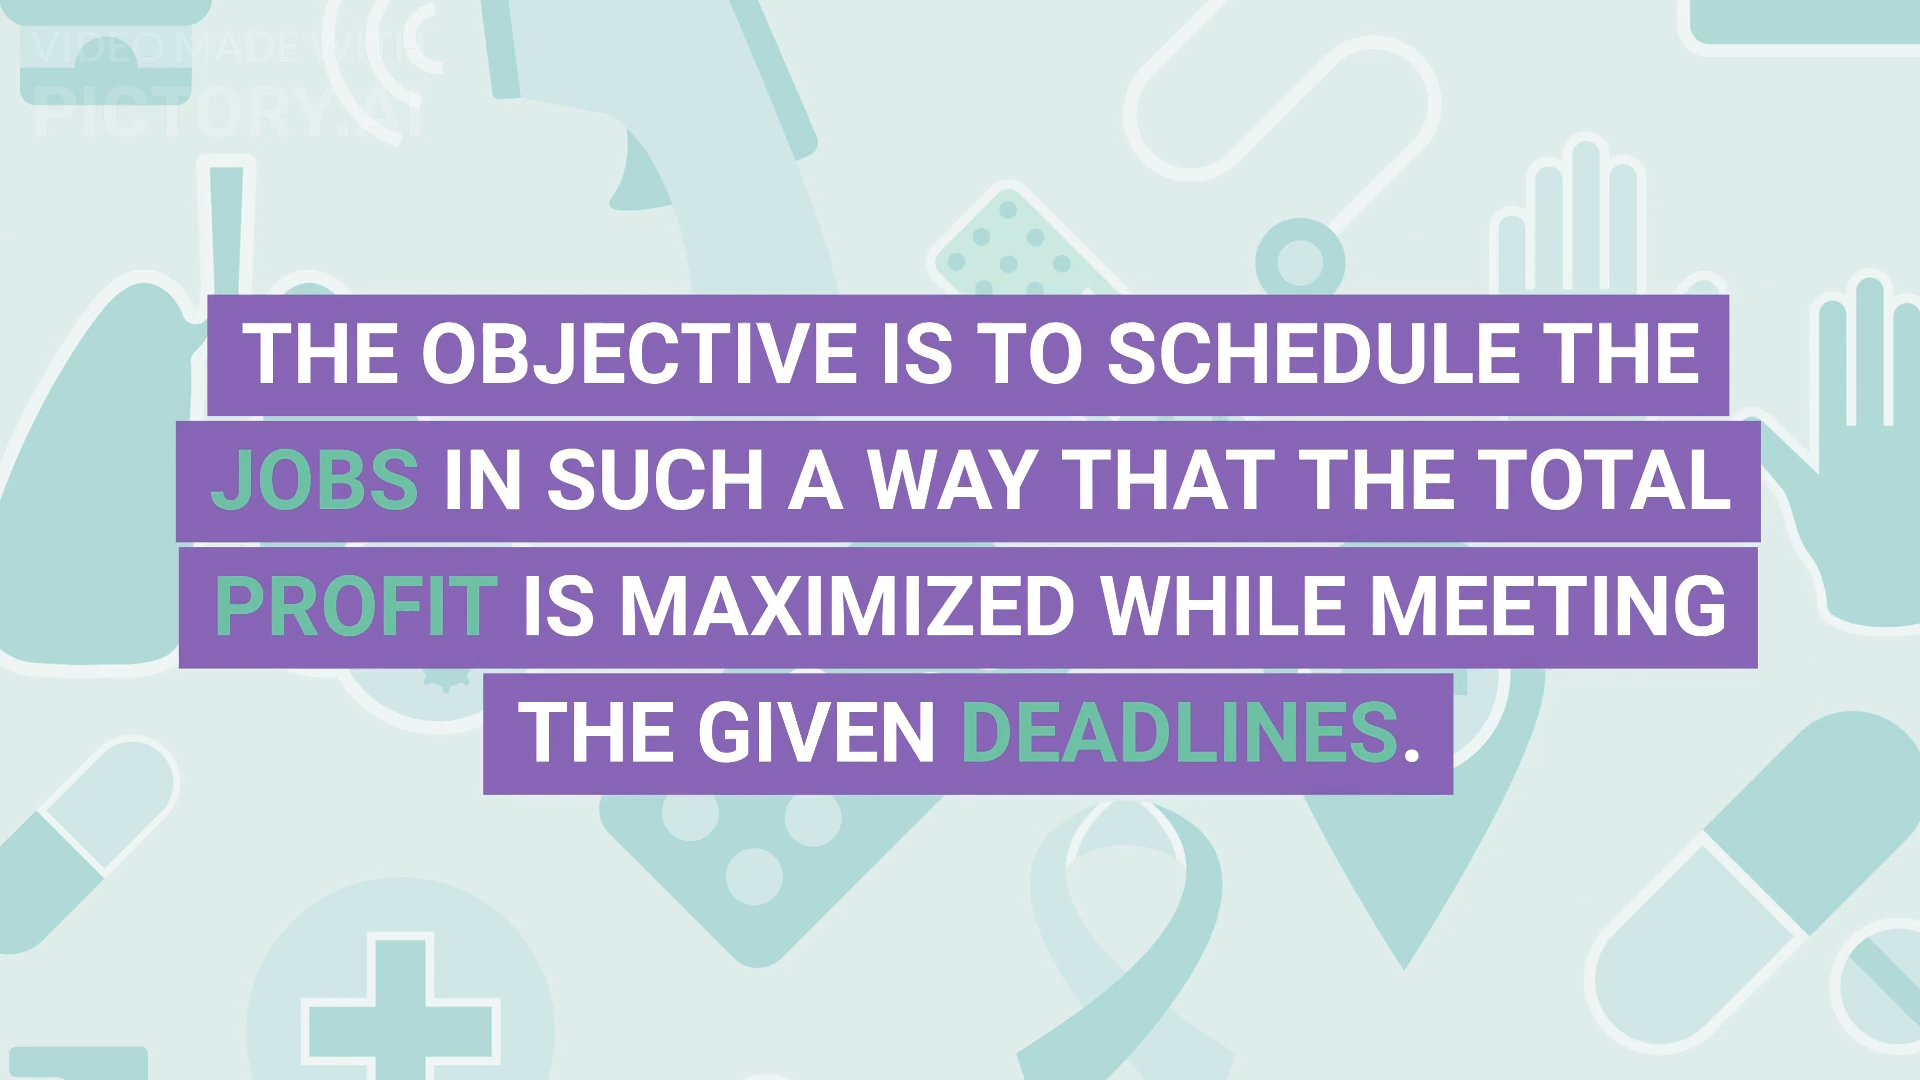 VIDEO MADE WITH
PICTORY.AI
THE OBJECTIVE IS TO SCHEDULE THE
JOBS IN SUCH A WAY THAT THE TOTAL
PROFIT IS MAXIMIZED WHILE MEETING
THE GIVEN DEADLINES.